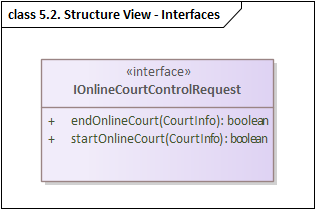 class 5.2. Structure View - Interfaces
«interface»
IOnlineCourtControlRequest
+ endOnlineCourt(CourtInfo): boolean
+ startOnlineCourt(CourtInfo): boolean